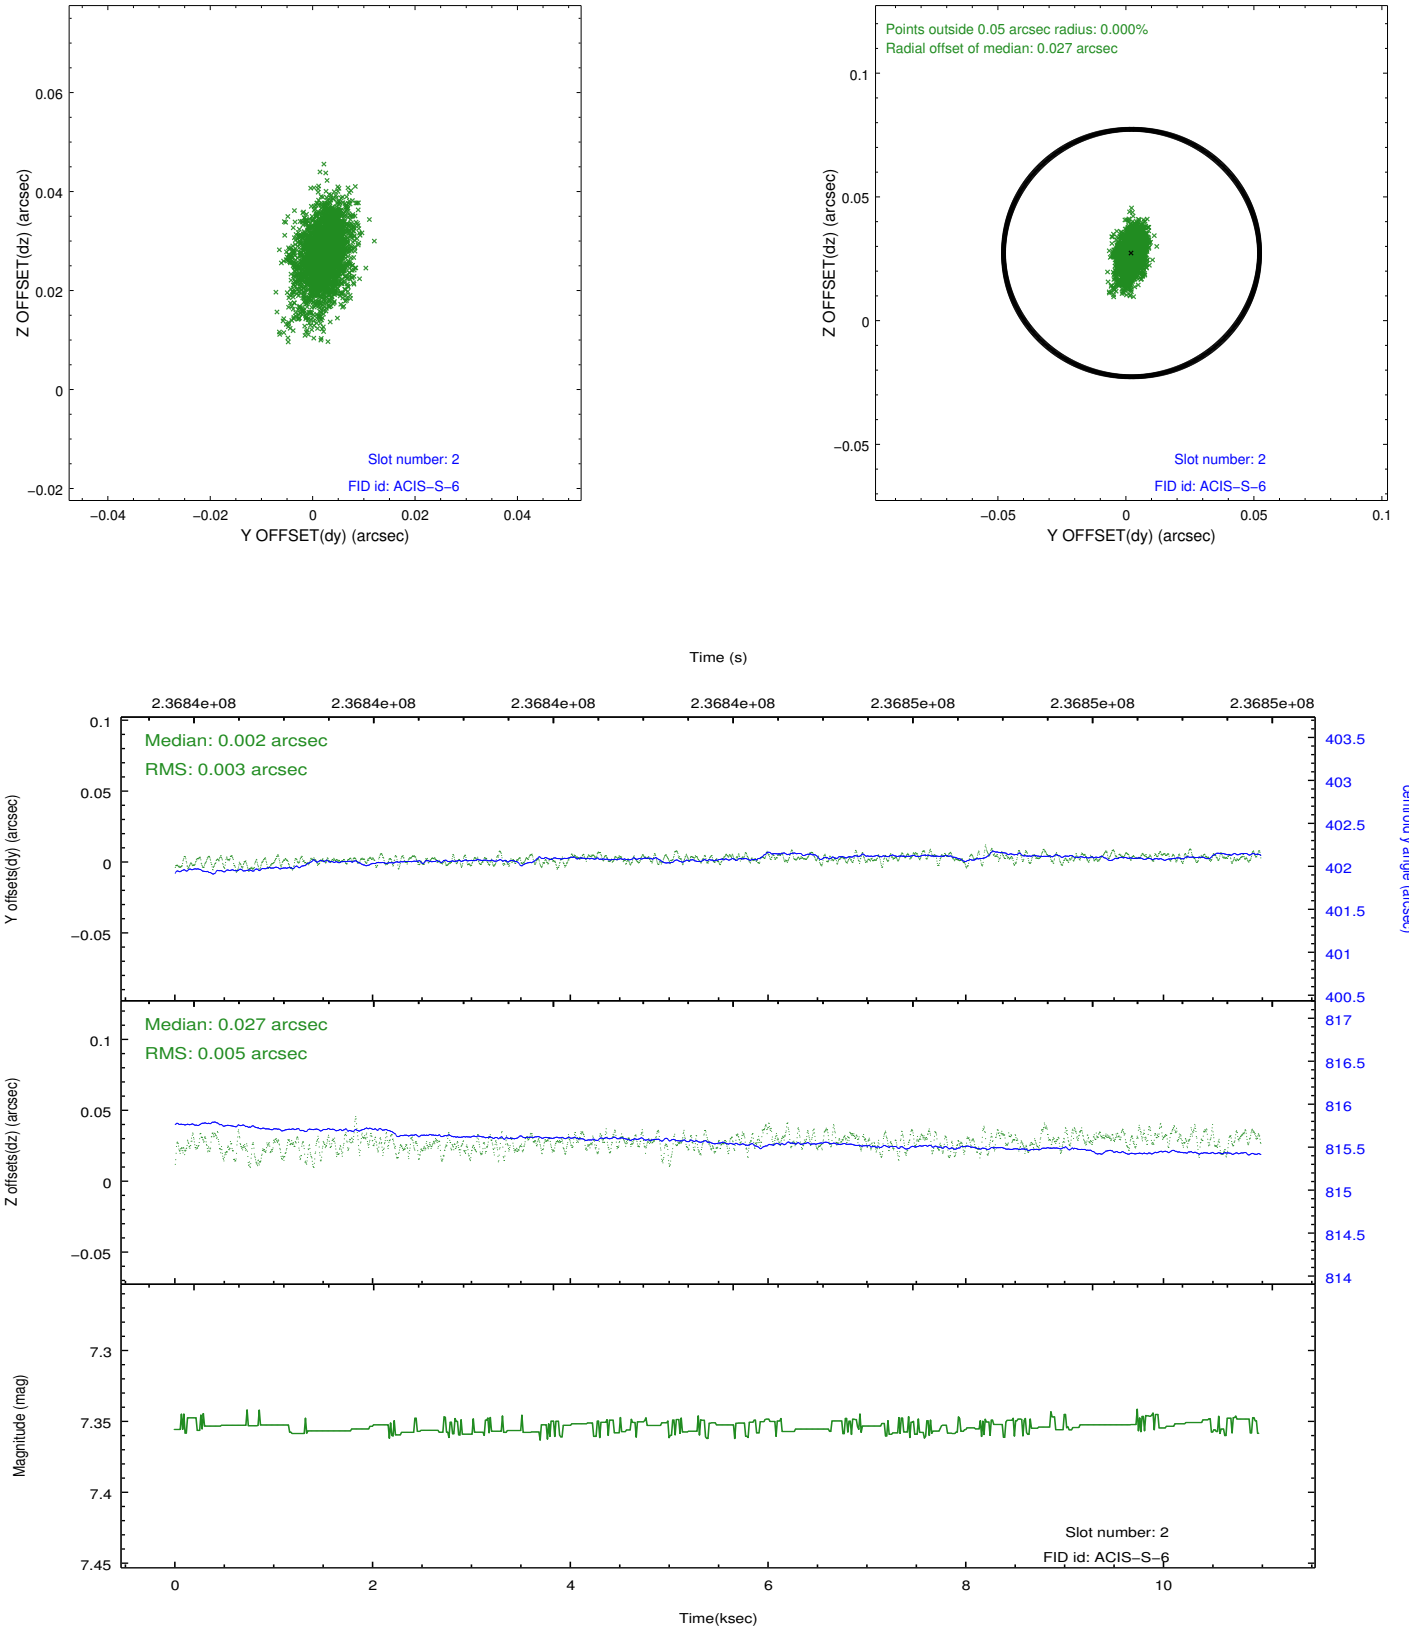 0.06
0.04
0.02
0
−0.02
Z OFFSET(dz) (arcsec)
−0.04 −0.02 0 0.02 0.04
Y OFFSET(dy) (arcsec)
Slot number: 2
FID id: ACIS−S−6
Points outside 0.05 arcsec radius: 0.000%
Radial offset of median: 0.027 arcsec
0.1
0.05
0
−0.05
Z OFFSET(dz) (arcsec)
−0.05 0 0.05 0.1
Y OFFSET(dy) (arcsec)
Slot number: 2
FID id: ACIS−S−6
Time (s)
2.3684e+08 2.3684e+08 2.3684e+08 2.3684e+08 2.3685e+08 2.3685e+08 2.3685e+08
Median: 0.002 arcsec
RMS: 0.003 arcsec
0.1
0.05
0
−0.05
Y offsets(dy) (arcsec)
403.5
403
402.5
402
401.5
401
400.5
centroid y angle (arcsec)
Median: 0.027 arcsec
RMS: 0.005 arcsec
0.1
0.05
0
−0.05
Z offsets(dz) (arcsec)
817
816.5
816
815.5
815
814.5
814
7.3
7.35
7.4
7.45
Magnitude (mag)
Slot number: 2
FID id: ACIS−S−6
0 2 4 6 8 10
Time(ksec)